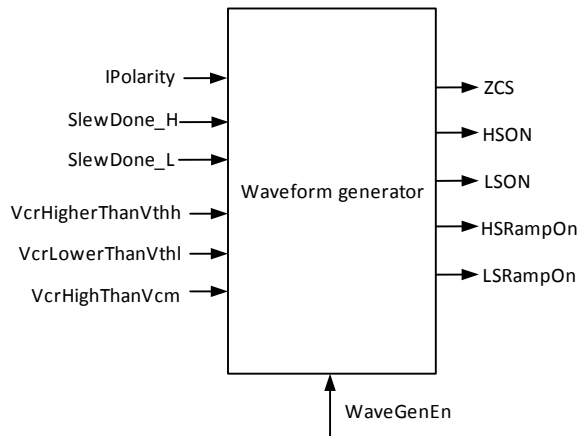 IPolarity
SlewDone_H
SlewDone_L
VcrHigherThanVthh
VcrLowerThanVthl
VcrHighThanVcm
Waveform generator
ZCS
HSON
LSON
HSRampOn
LSRampOn
WaveGenEn